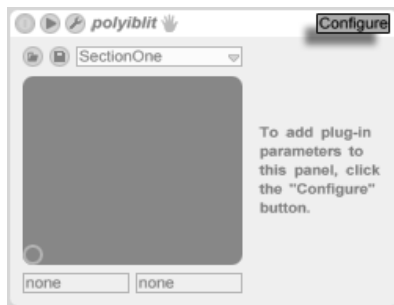 polyiblit
Configure
SectionOne
To add plug-in
parameters to
this panel, click
the "Configure"
button.
none
none